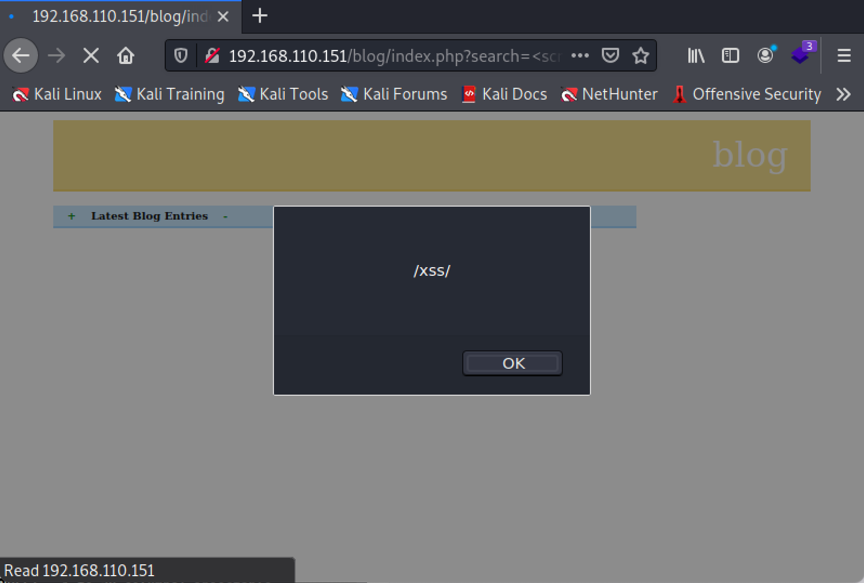 192.168.110.151/blog/ind
192.168.110.151/blog/index.php?search=<scr
3
Kali Linux Kali Training Kali Tools Kali Forums Kali Docs NetHunter Offensive Security
blog
+ Latest Blog Entries -
/xss/
OK
Read 192.168.110.151